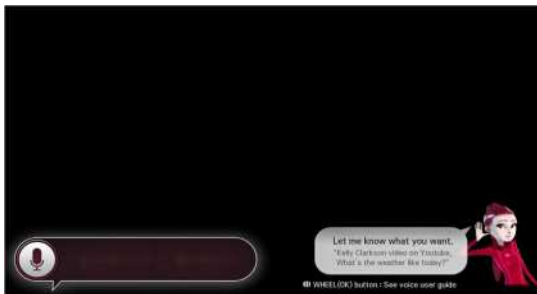 Let me know what you want.
"Kelly Clarkson video on Youtube,
What's the weather like today?"
WHEEL(OK) button : See voice user guide